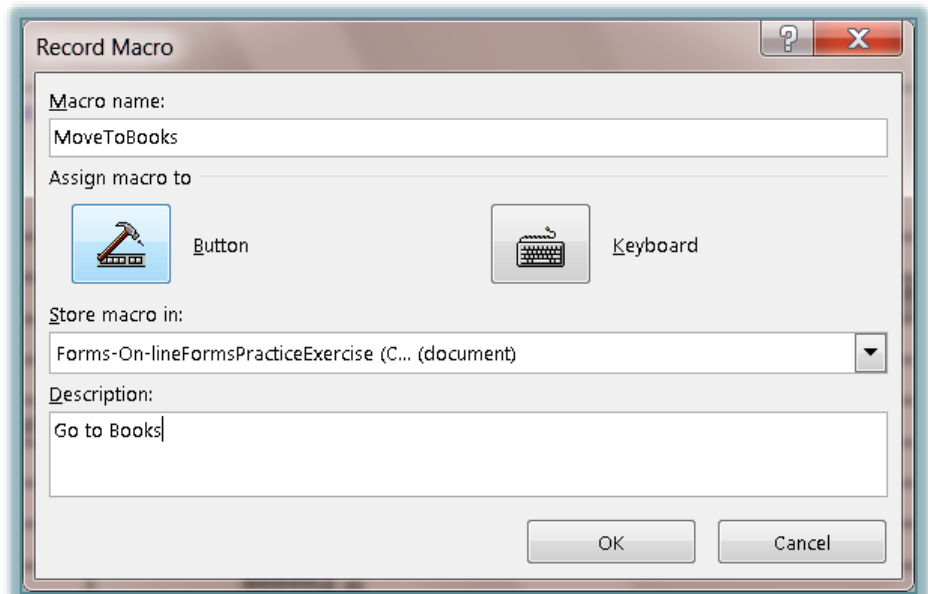 Record Macro
Macro name:
MoveToBooks
Assign macro to
Button
Keyboard
Store macro in:
Forms-On-lineFormsPracticeExercise (C... (document)
Description:
Go to Books
OK
Cancel